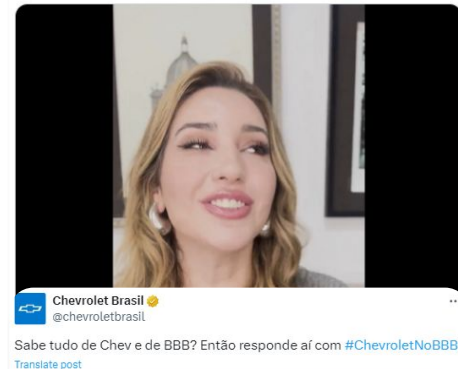 Chevrolet Brasil
@chevroletbrasil
Sabe tudo de Chev e de BBB? Então responde aí com #ChevroletNoBBB
Translate post